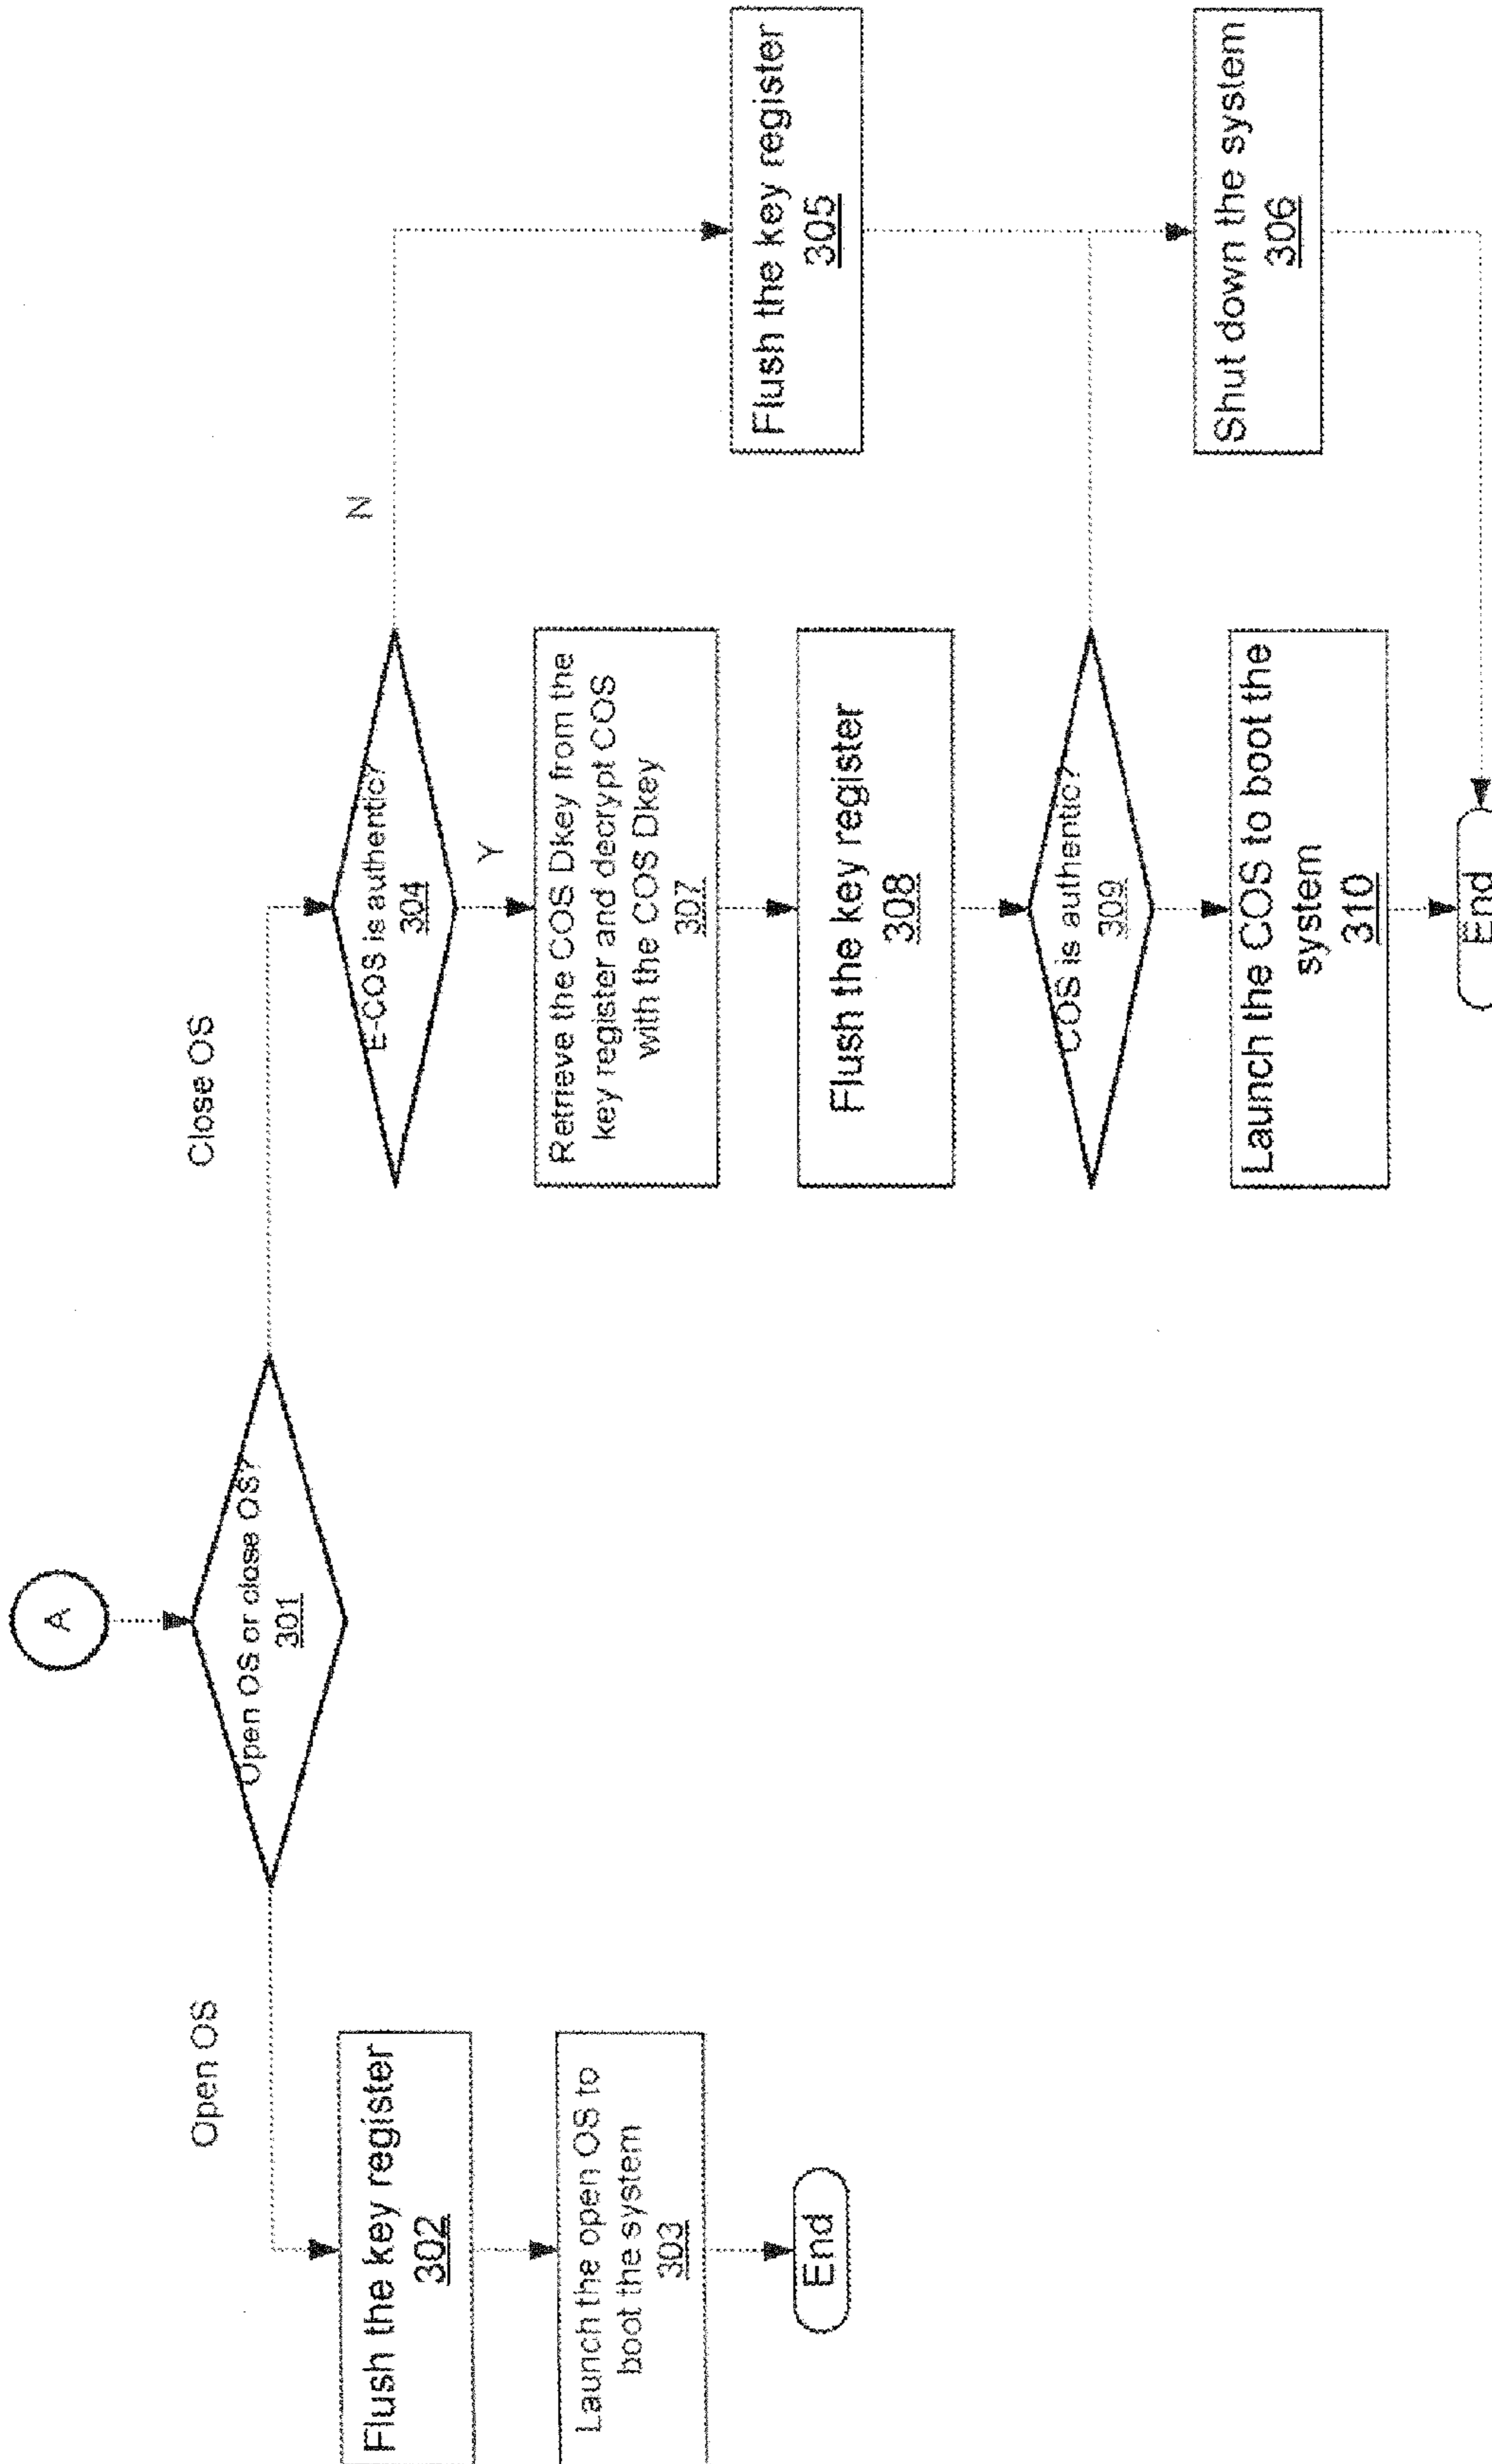 A
Open OS or close OS?
301
Open OS
Close OS
Flush the key register
302
Launch the open OS to
boot the system
303
End
E-COS is authentic?
304
N
Y
Retrieve the COS Dkey from the
key register and decrypt COS
with the COS Dkey
307
Flush the key register
305
Flush the key register
308
COS is authentic?
309
Shut down the system
306
Launch the COS to boot the
system
310
End